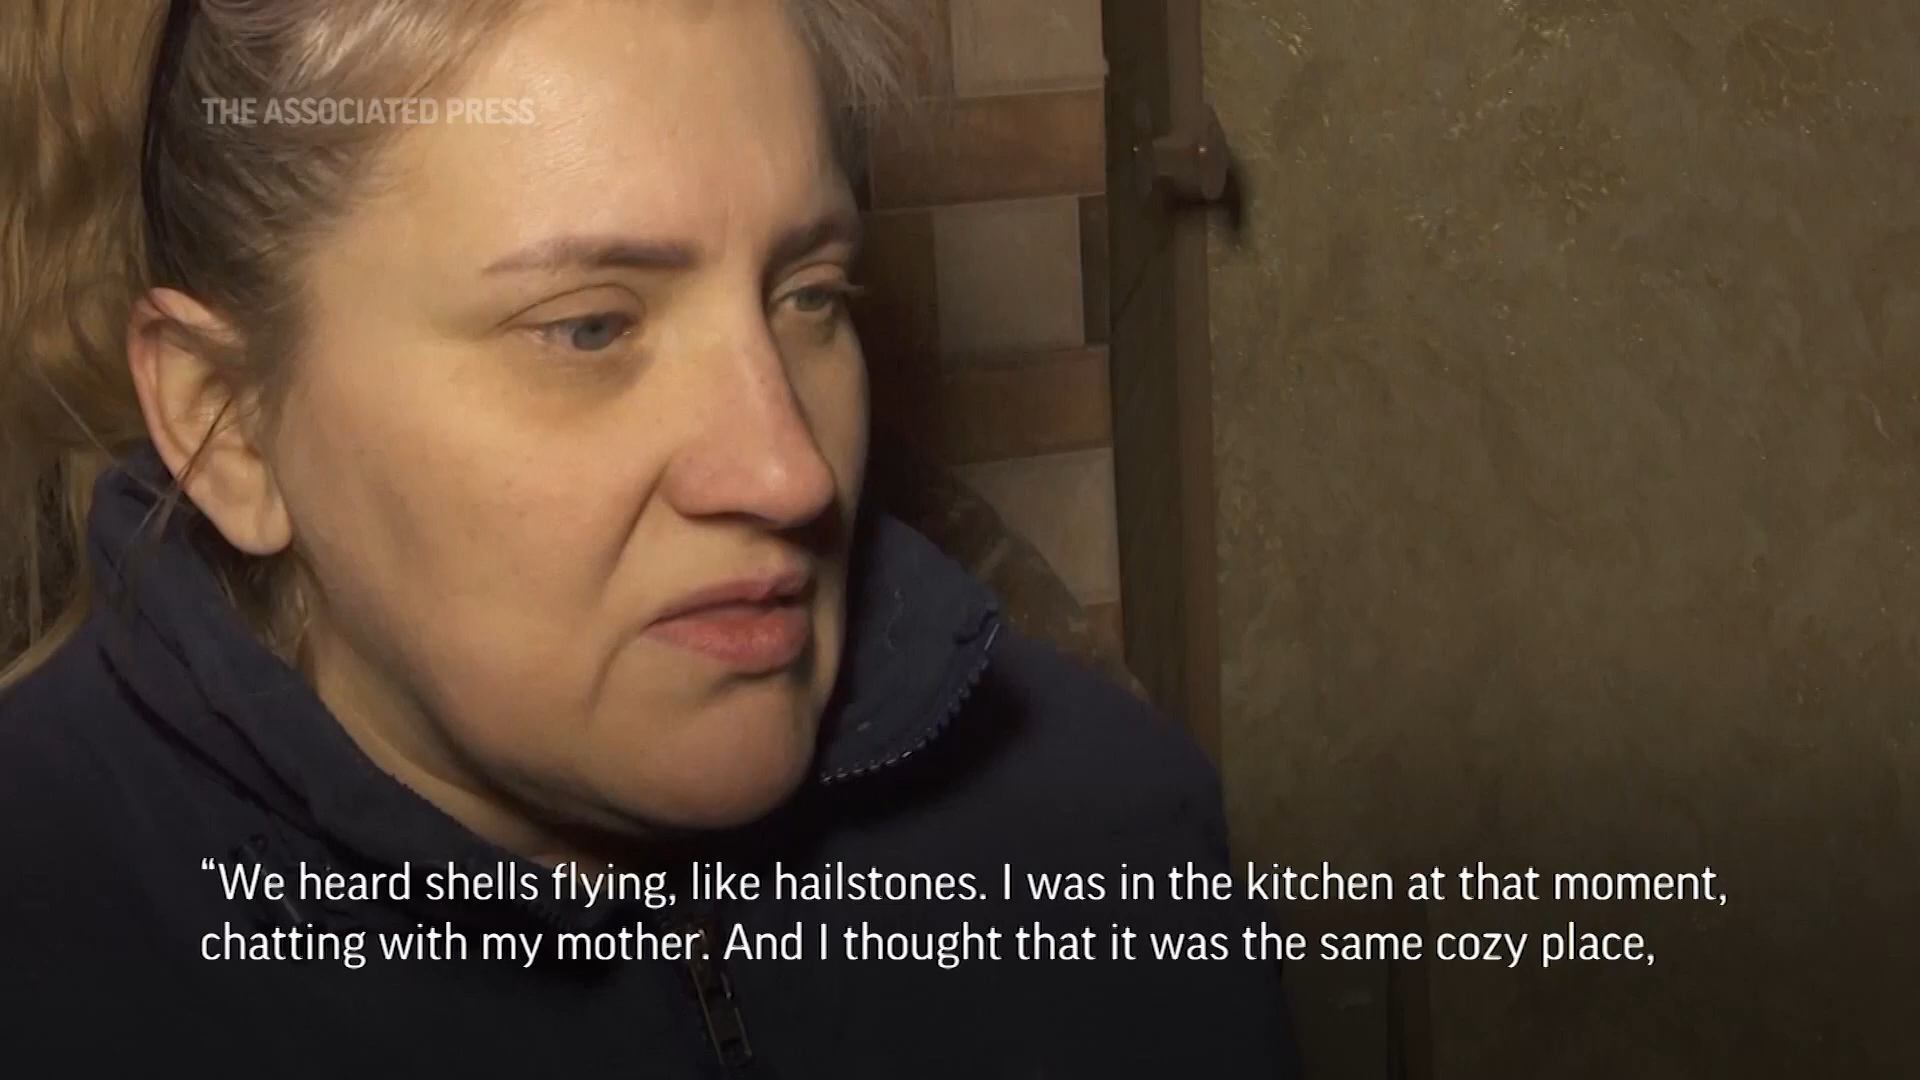 THE ASSOCIATED PRESS
“We heard shells flying, like hailstones. I was in the kitchen at that moment,
chatting with my mother. And I thought that it was the same cozy place,